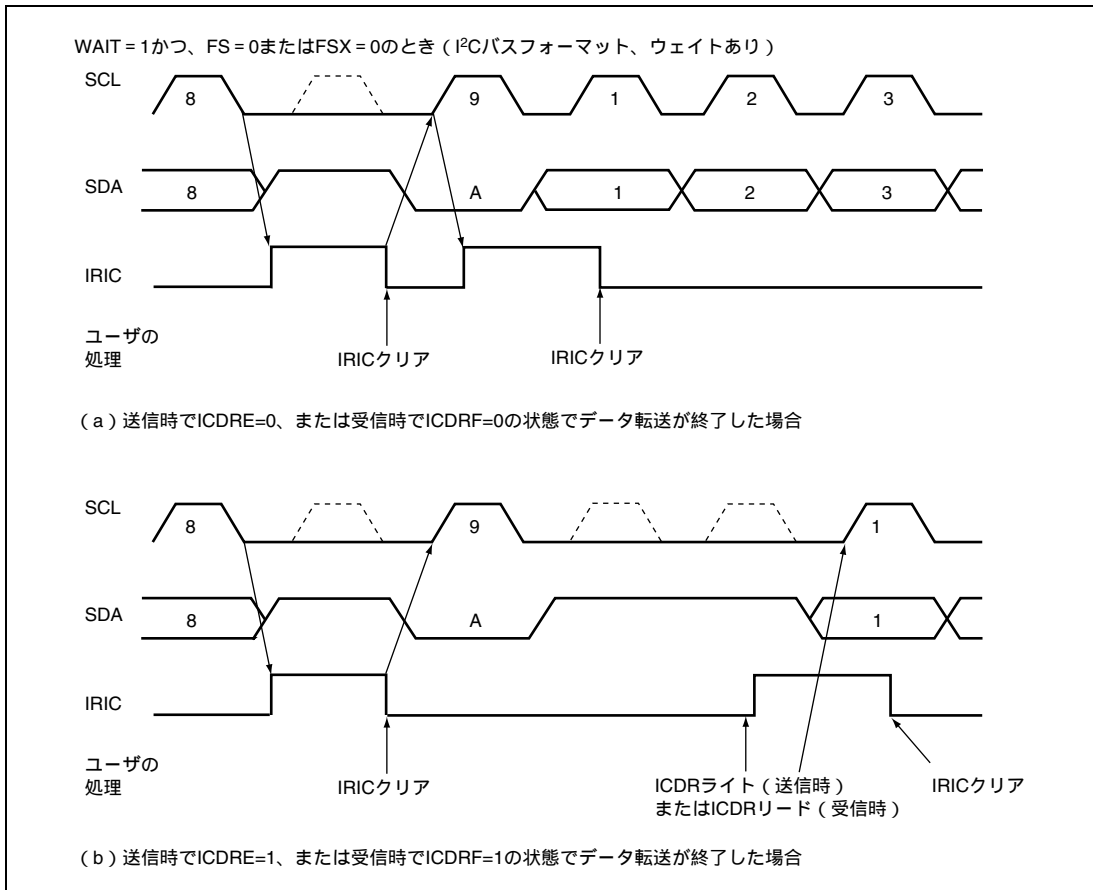 WAIT = 1かつ、FS = 0またはFSX = 0のとき（I²Cバスフォーマット、ウェイトあり）
SCL
8 9 1 2 3
SDA
8 A 1 2 3
IRIC
ユーザの
処理
IRICクリア IRICクリア
（a）送信時でICDRE=0、または受信時でICDRF=0の状態でデータ転送が終了した場合
SCL
8 9 1
SDA
8 A 1
IRIC
ユーザの
処理
IRICクリア ICDRライト（送信時） IRICクリア
またはICDRリード（受信時）
（b）送信時でICDRE=1、または受信時でICDRF=1の状態でデータ転送が終了した場合